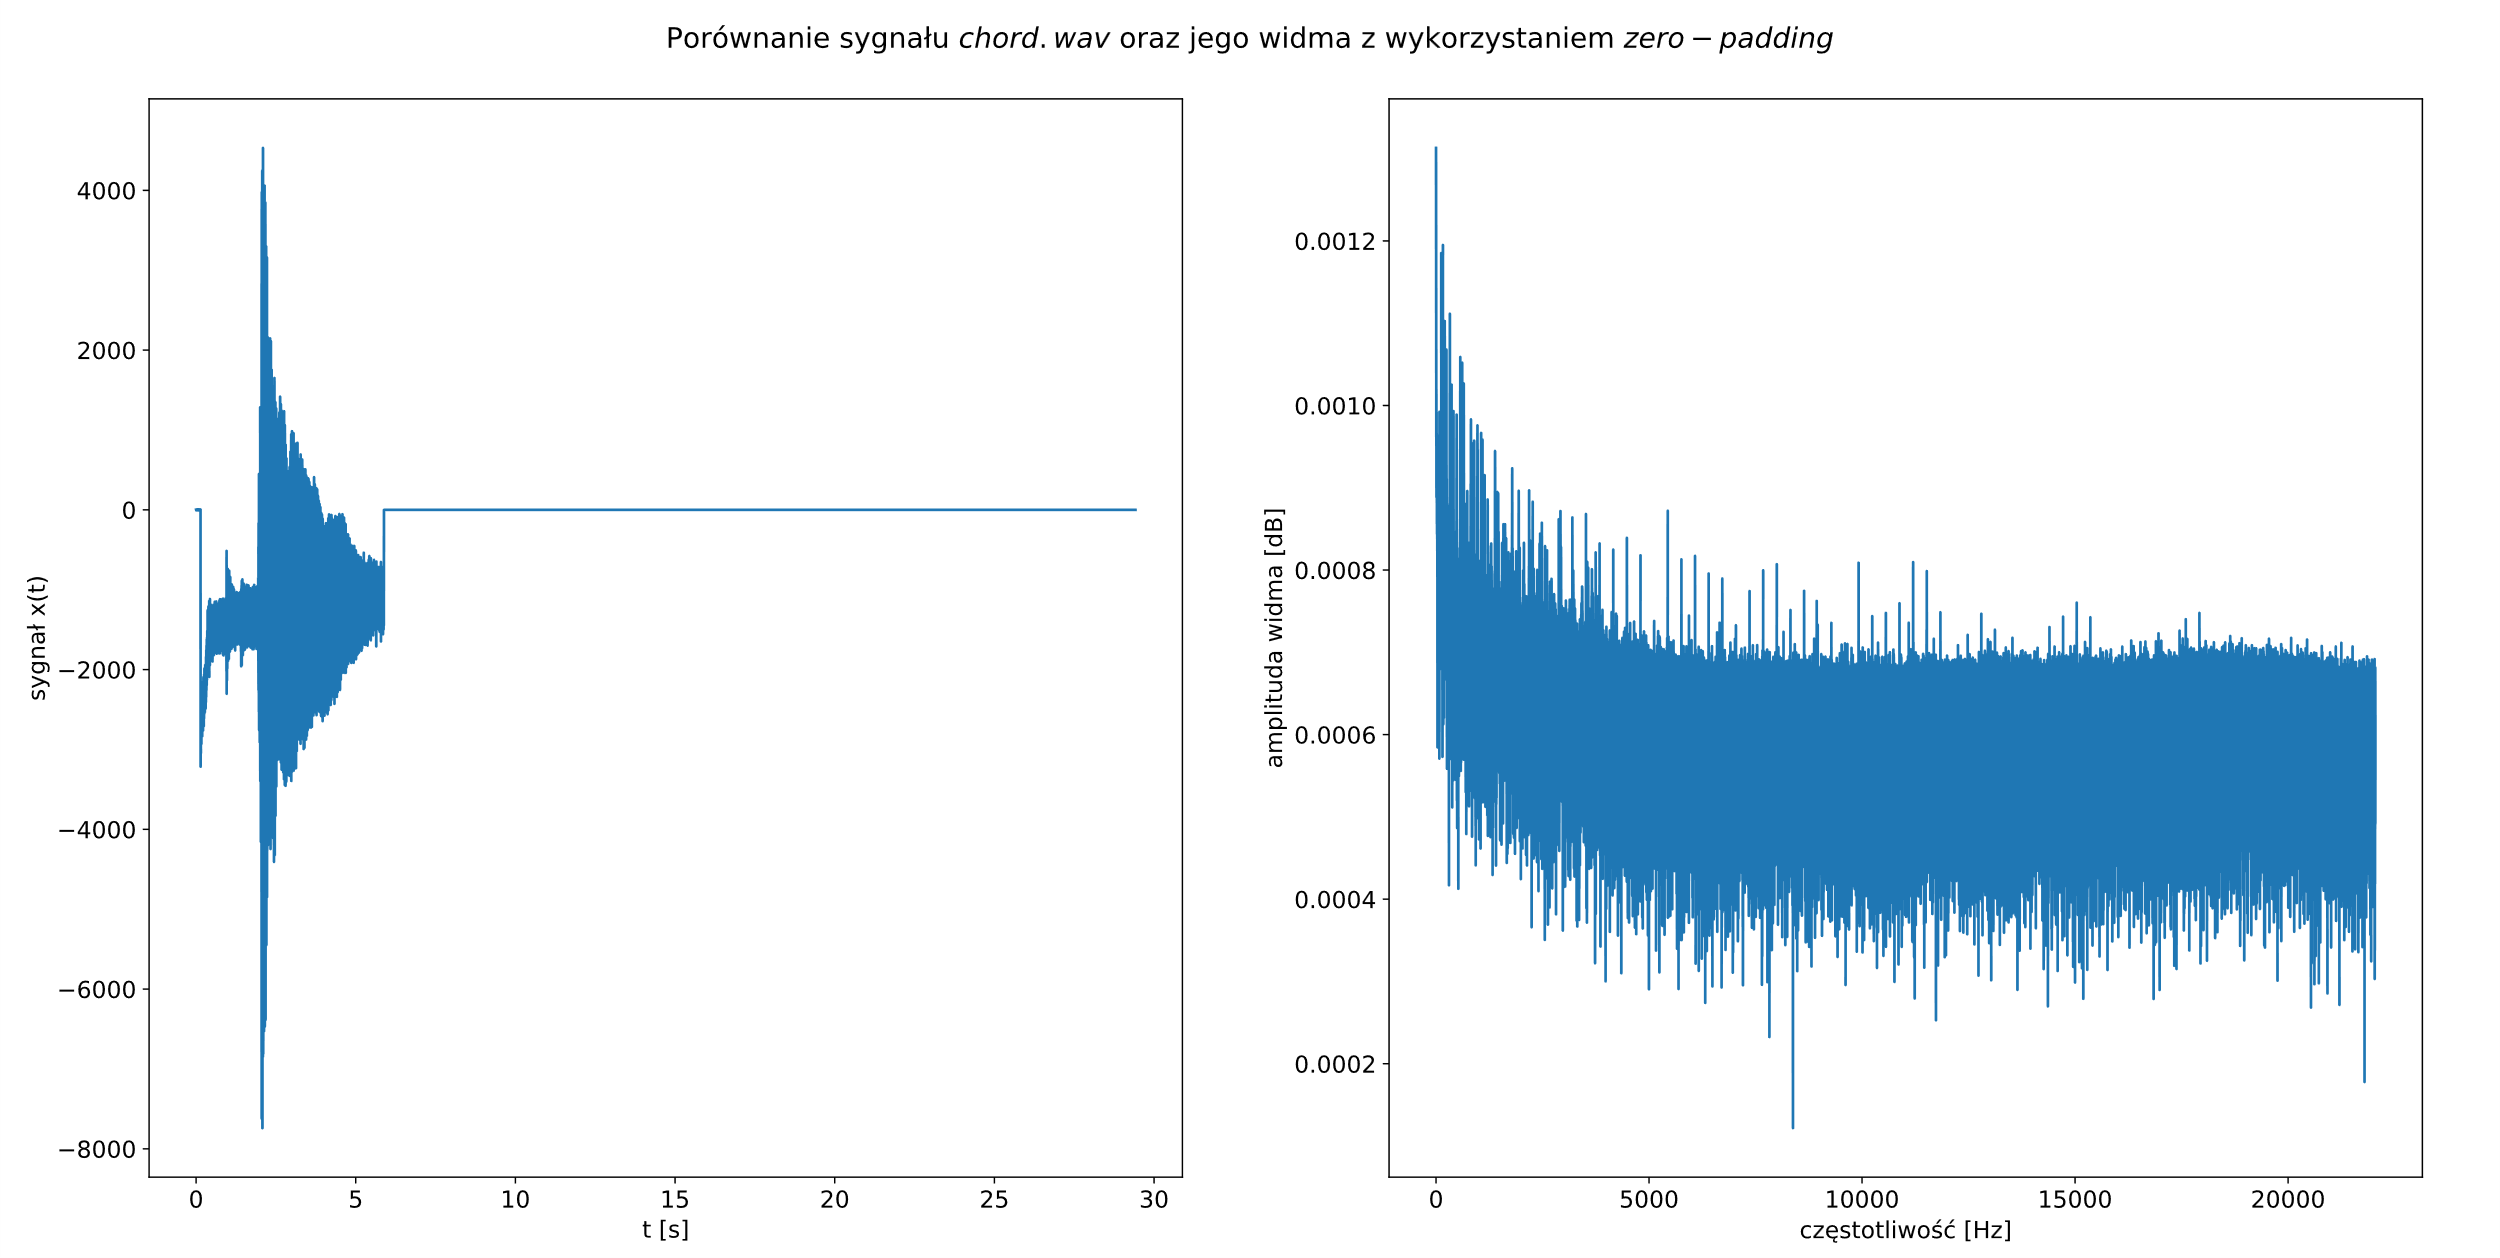 Porównanie sygnału chord.wav oraz jego widma z wykorzystaniem zero−padding
sygnał x(t)
4000
2000
0
−2000
−4000
−6000
−8000
0 5 10 15 20 25 30
t [s]
amplituda widma [dB]
0.0012
0.0010
0.0008
0.0006
0.0004
0.0002
0 5000 10000 15000 20000
częstotliwość [Hz]